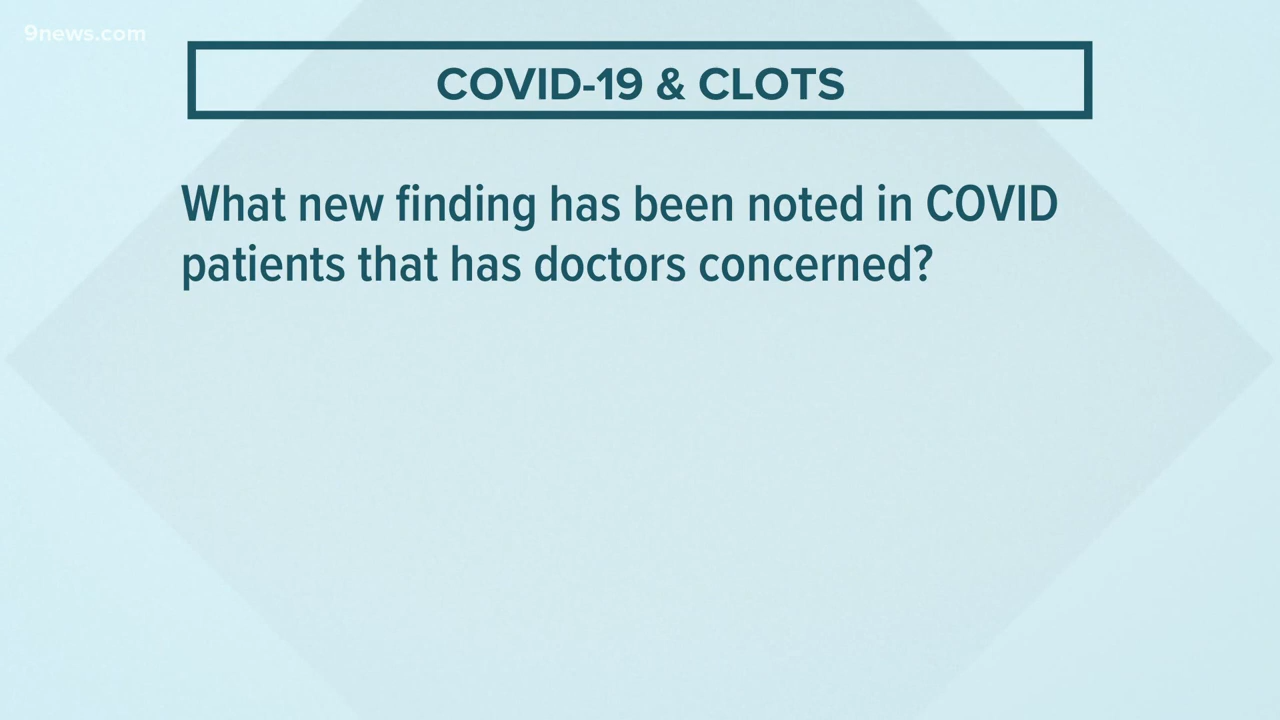 9news.com
COVID-19 & CLOTS
What new finding has been noted in COVID
patients that has doctors concerned?